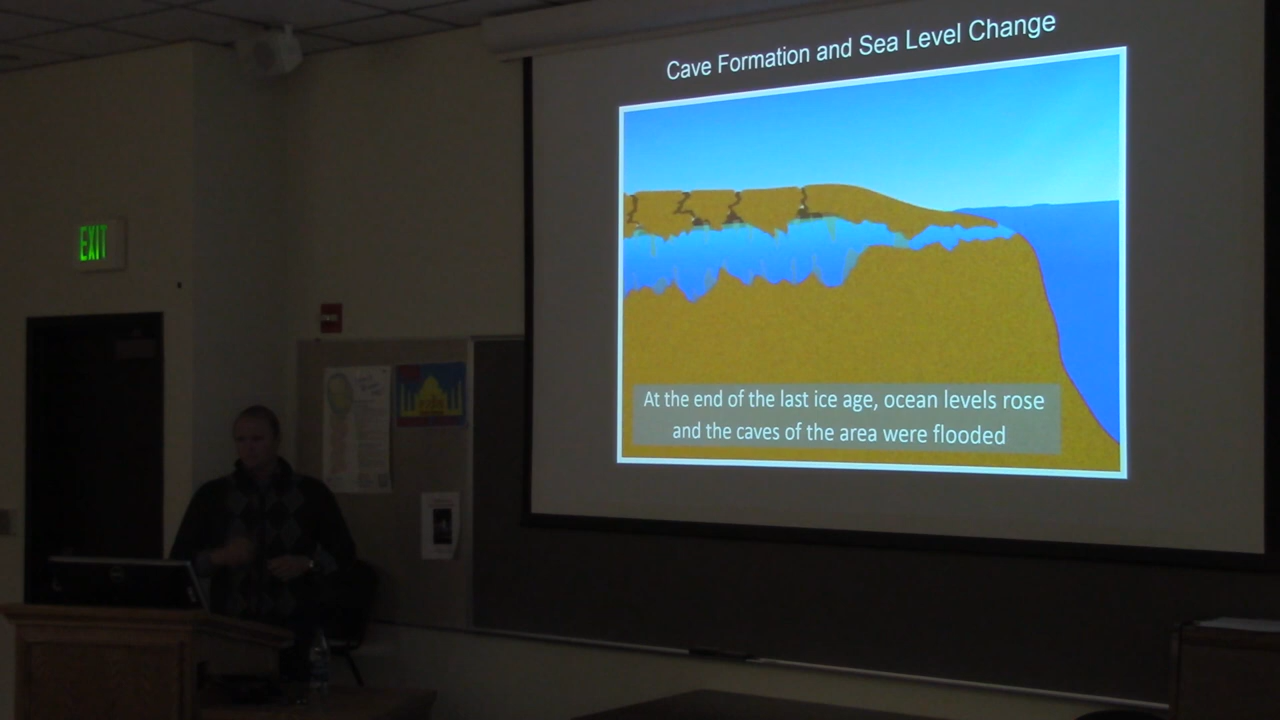 Cave Formation and Sea Level Change
EXIT
At the end of the last ice age, ocean levels rose
and the caves of the area were flooded